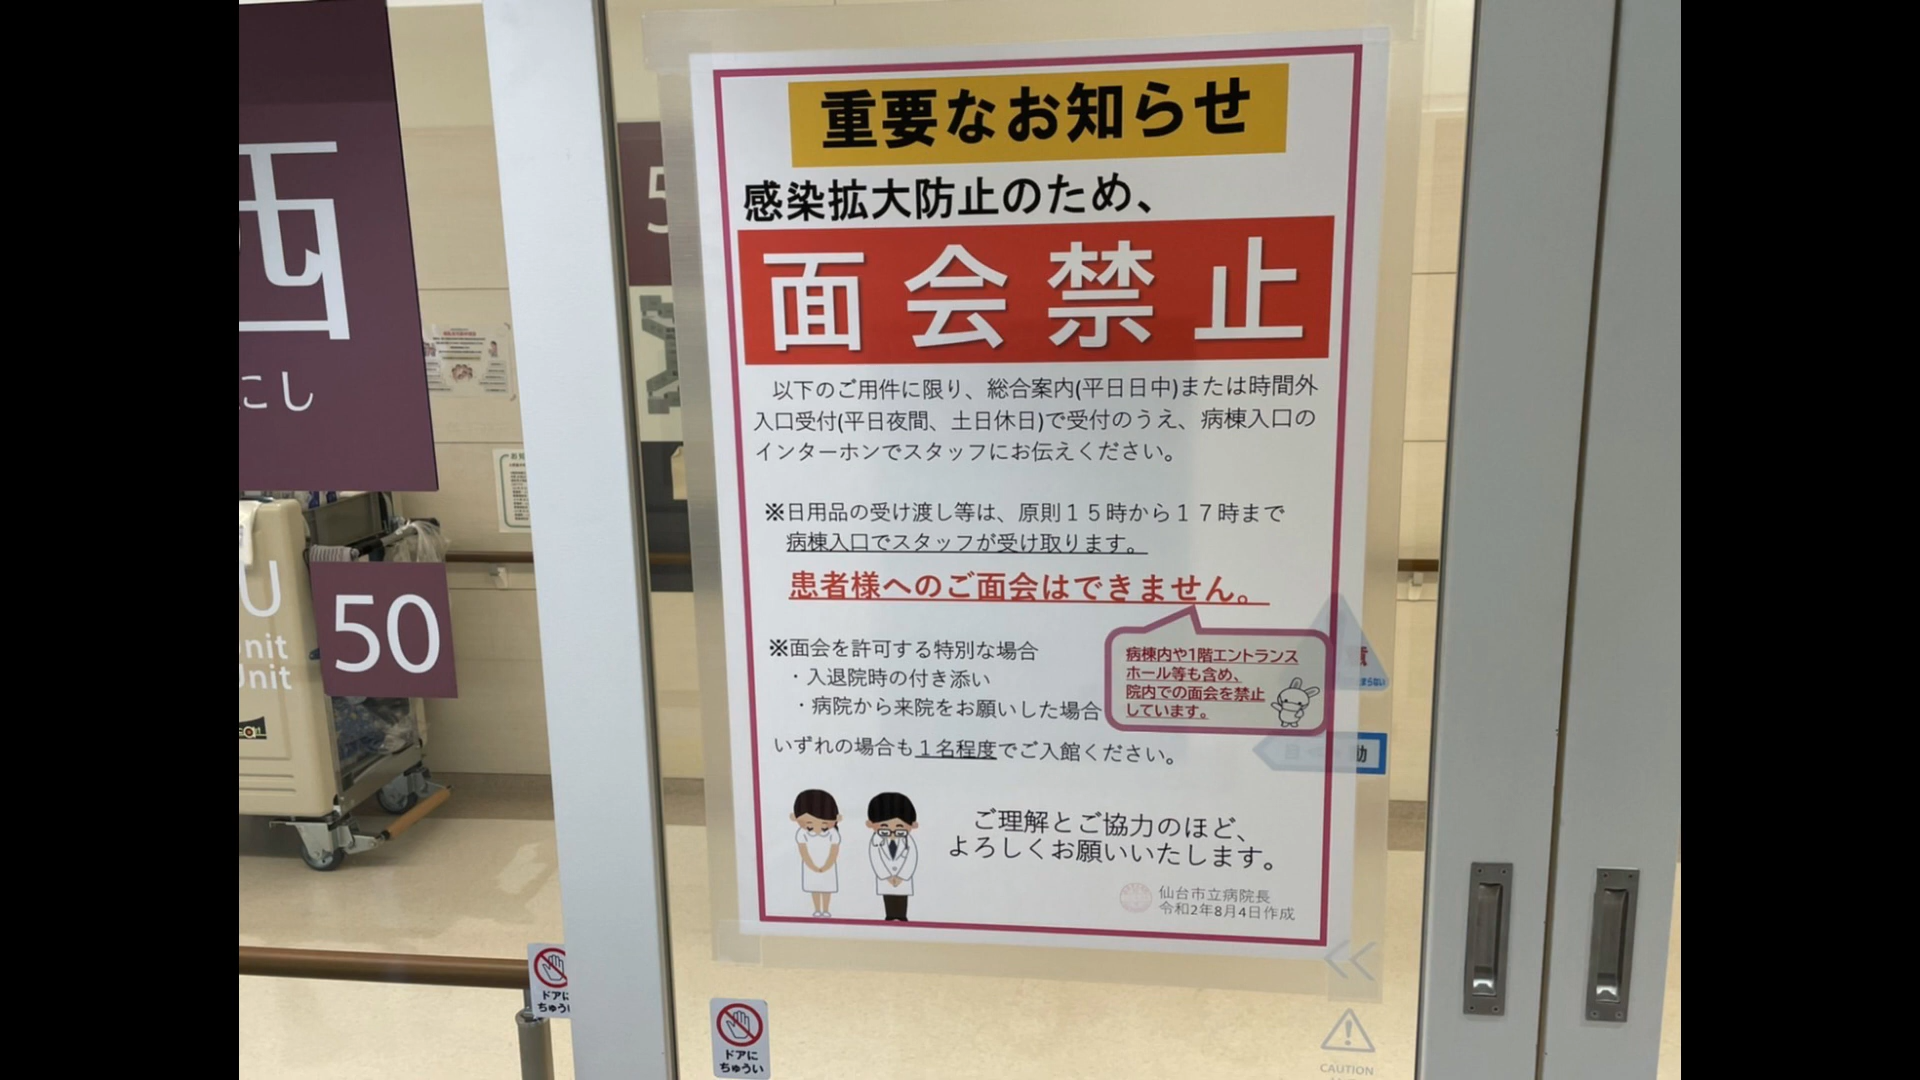 重要なお知らせ
感染拡大防止のため、
面会禁止
以下のご用件に限り、総合案内(平日日中)または時間外
入口受付(平日夜間、土日休日)で受付のうえ、病棟入口の
インターホンでスタッフにお伝えください。
※日用品の受け渡し等は、原則１５時から１７時まで
病棟入口でスタッフが受け取ります。
患者様へのご面会はできません。
病棟内や1階エントランス
ホール等も含め、
院内での面会を禁止
しています。
※面会を許可する特別な場合
・入退院時の付き添い
・病院から来院をお願いした場合
いずれの場合も１名程度でご入館ください。
ご理解とご協力のほど、
よろしくお願いいたします。
仙台市立病院長
令和2年8月4日作成
西
こし
U
nit
Unit
50
5
ドアに
ちゅうい
ドアに
ちゅうい
動
CAUTION